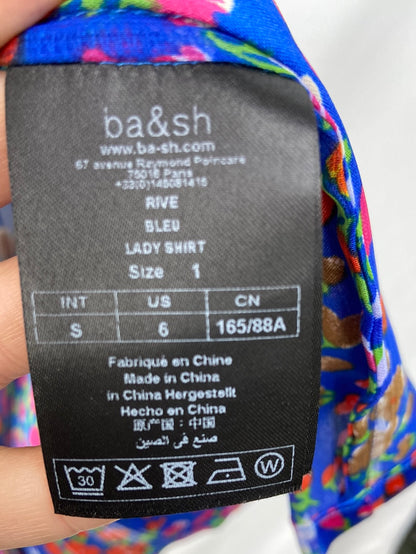 ba&sh
www.ba-sh.com
67 avenue Raymond Poincaré
75016 Paris
+33(0)145081415
RIVE
BLEU
LADY SHIRT
Size 1
INT US CN
S 6 165/88A
Fabriqué en Chine
Made in China
in China Hergestellt
Hecho en China
原产国：中国
صنع في الصين
30 W